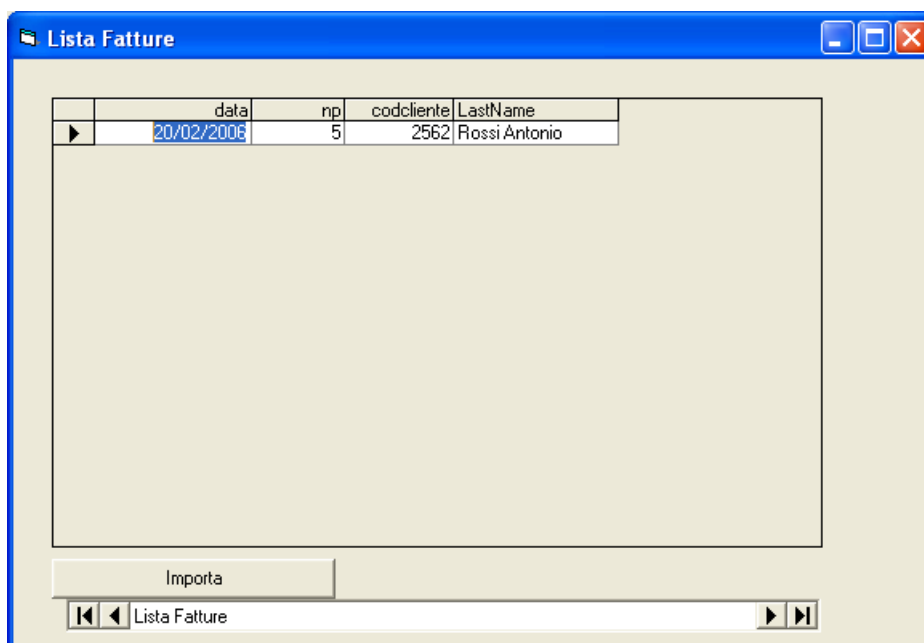 Lista Fatture
data np codcliente LastName
20/02/2006 5 2562 Rossi Antonio
Importa
Lista Fatture